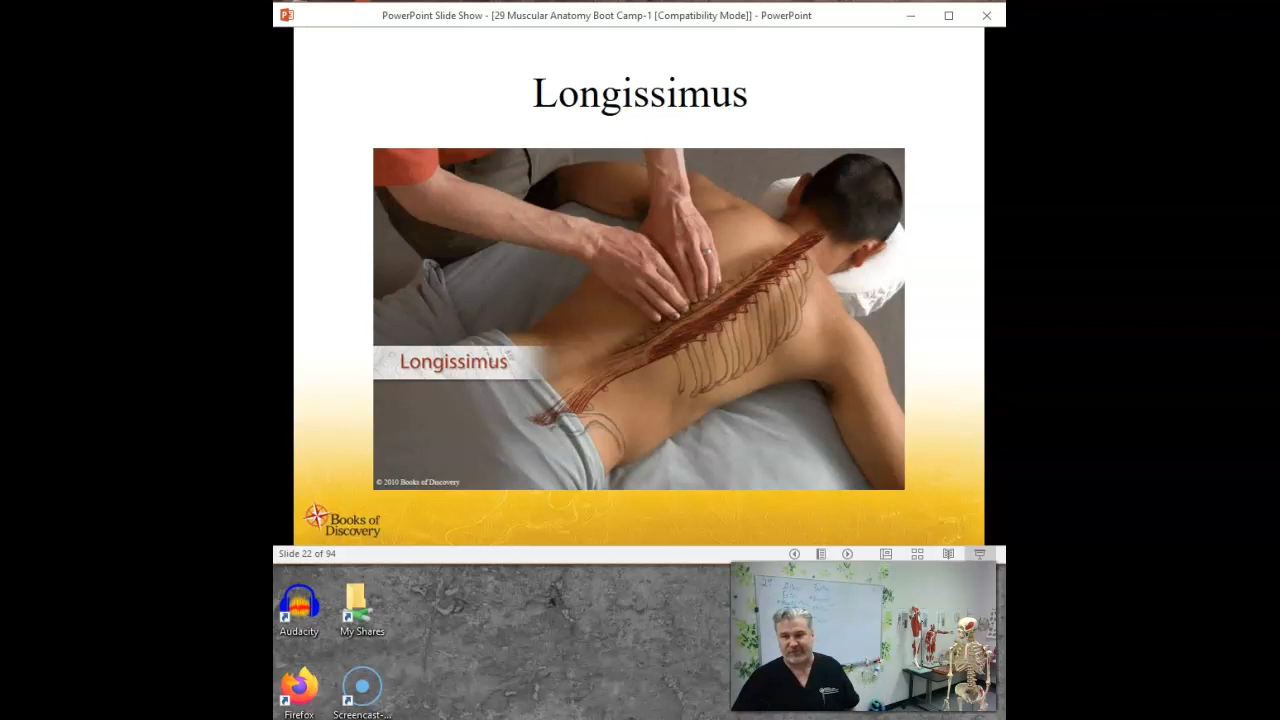 PowerPoint Slide Show - [29 Muscular Anatomy Boot Camp-1 [Compatibility Mode]] - PowerPoint
Longissimus
Longissimus
© 2010 Books of Discovery
Books of
Discovery
Slide 22 of 94
Audacity
My Shares
Firefox
Screencast-...